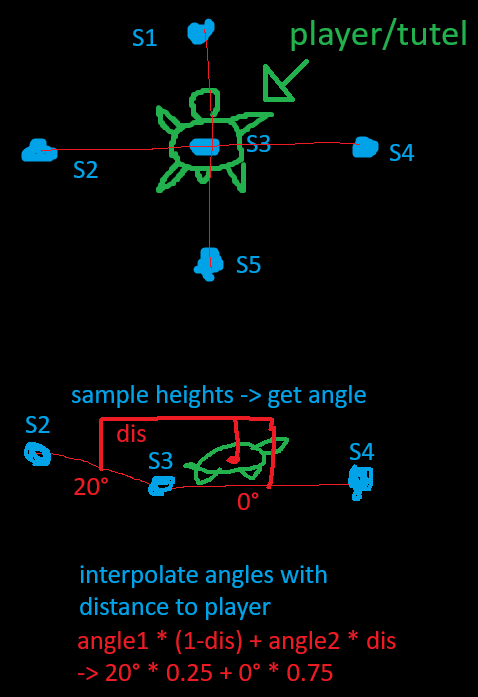 player/tutel
S1
S3
S2
S4
S5
sample heights -> get angle
S2
dis
S3
S4
20°
0°
interpolate angles with
distance to player
angle1 * (1-dis) + angle2 * dis
-> 20° * 0.25 + 0° * 0.75